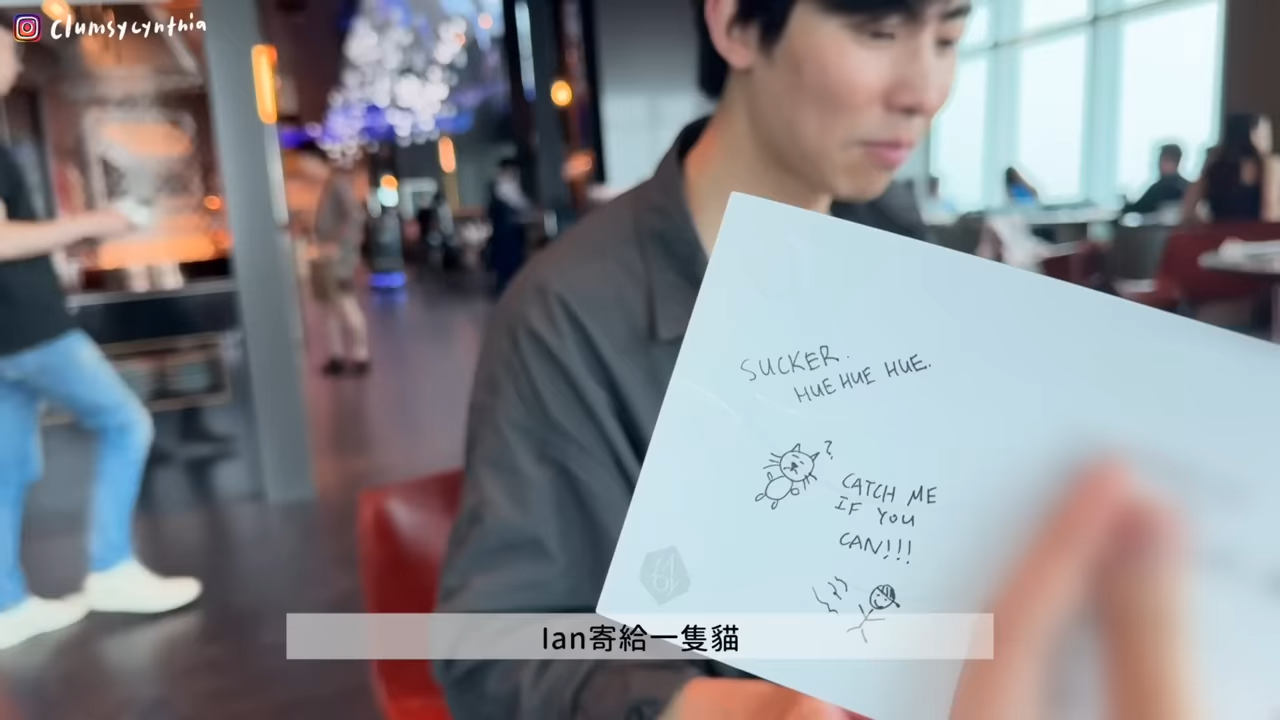 Clumsycynthia
SUCKER.
HUE HUE HUE.
?
CATCH ME
IF YOU
CAN!!!
Ian寄給一隻貓